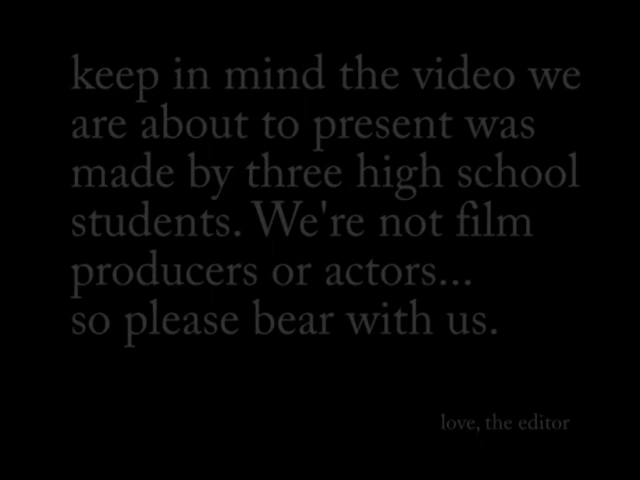 keep in mind the video we
are about to present was
made by three high school
students. We're not film
producers or actors...
so please bear with us.
love, the editor